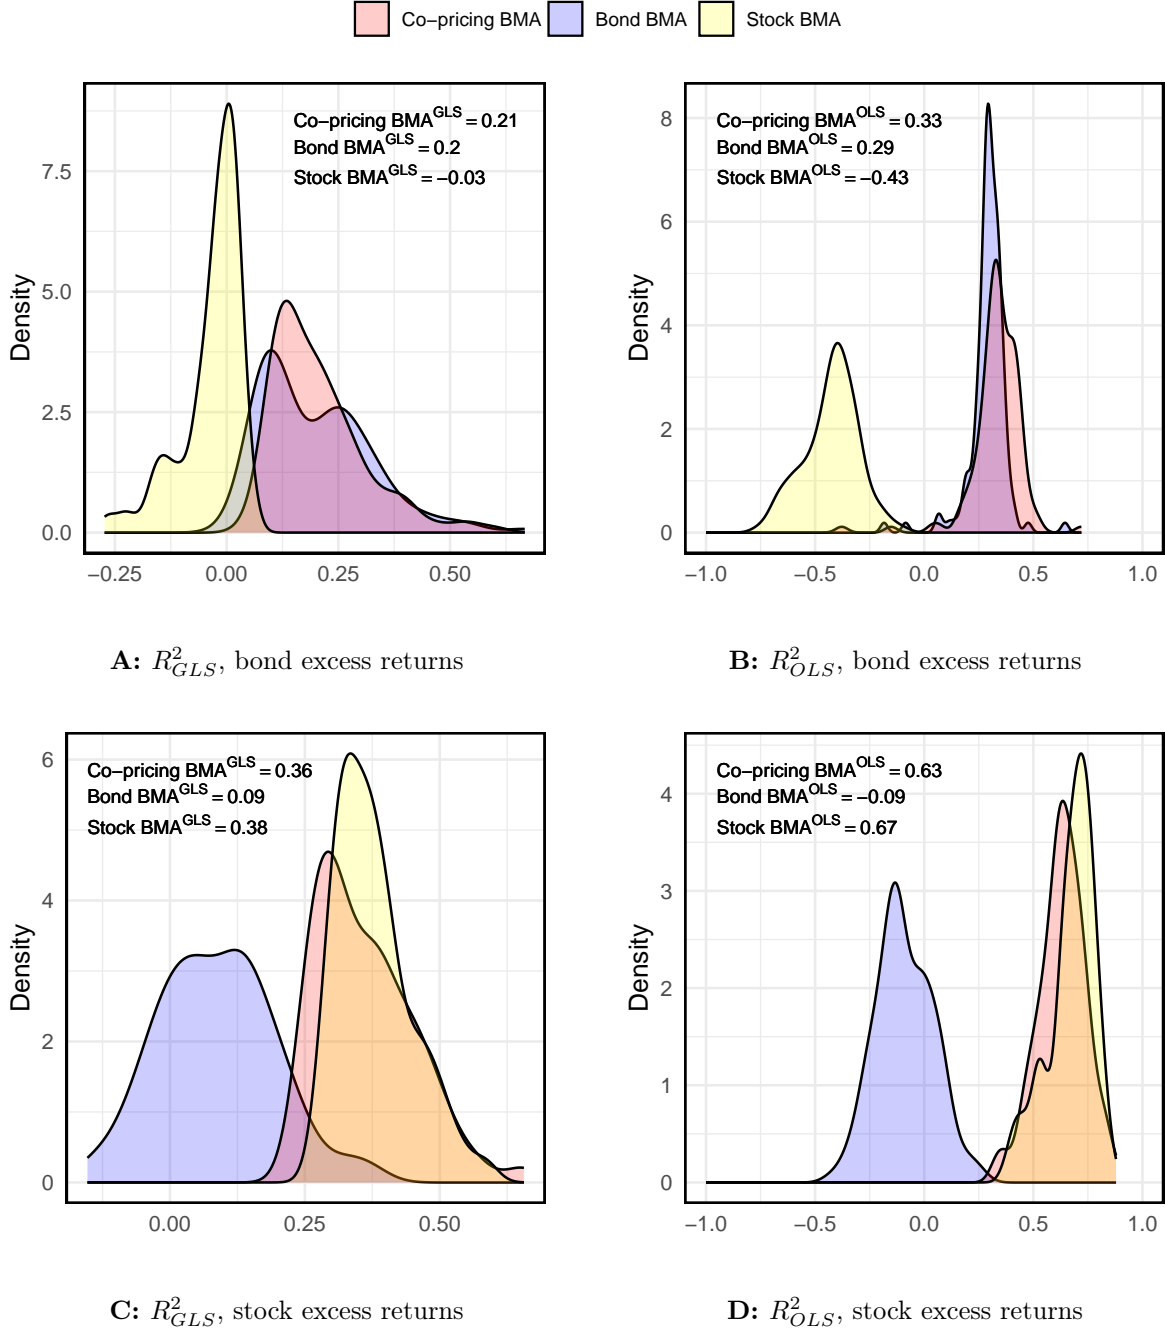 Co−pricing BMA Bond BMA Stock BMA
Co−pricing BMA^GLS = 0.21
Bond BMA^GLS = 0.2
Stock BMA^GLS = −0.03
Density
7.5
5.0
2.5
0.0
−0.25 0.00 0.25 0.50
A: R²_GLS, bond excess returns
Co−pricing BMA^OLS = 0.33
Bond BMA^OLS = 0.29
Stock BMA^OLS = −0.43
Density
8
6
4
2
0
−1.0 −0.5 0.0 0.5 1.0
B: R²_OLS, bond excess returns
Co−pricing BMA^GLS = 0.36
Bond BMA^GLS = 0.09
Stock BMA^GLS = 0.38
Density
6
4
2
0
0.00 0.25 0.50
C: R²_GLS, stock excess returns
Co−pricing BMA^OLS = 0.63
Bond BMA^OLS = −0.09
Stock BMA^OLS = 0.67
Density
4
3
2
1
0
−1.0 −0.5 0.0 0.5 1.0
D: R²_OLS, stock excess returns